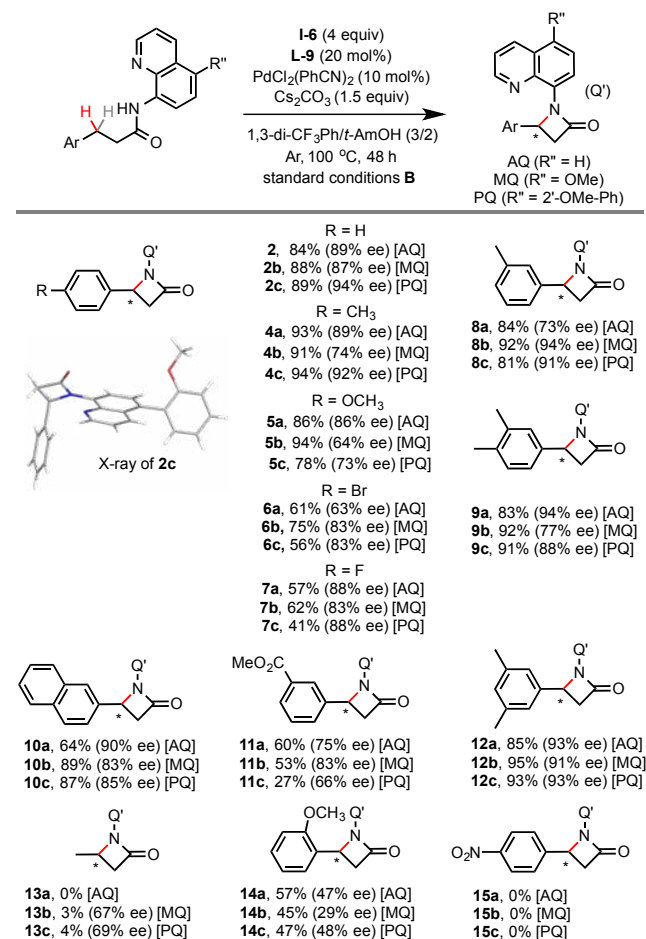 R''
N
HN
H H
Ar
O
I-6 (4 equiv)
L-9 (20 mol%)
PdCl2(PhCN)2 (10 mol%)
Cs2CO3 (1.5 equiv)
1,3-di-CF3Ph/t-AmOH (3/2)
Ar, 100 °C, 48 h
standard conditions B
R''
N
(Q')
N
Ar
O
*
AQ (R'' = H)
MQ (R'' = OMe)
PQ (R'' = 2'-OMe-Ph)
Q'
N
R
O
*
X-ray of 2c
R = H
2, 84% (89% ee) [AQ]
2b, 88% (87% ee) [MQ]
2c, 89% (94% ee) [PQ]
R = CH3
4a, 93% (89% ee) [AQ]
4b, 91% (74% ee) [MQ]
4c, 94% (92% ee) [PQ]
R = OCH3
5a, 86% (86% ee) [AQ]
5b, 94% (64% ee) [MQ]
5c, 78% (73% ee) [PQ]
R = Br
6a, 61% (63% ee) [AQ]
6b, 75% (83% ee) [MQ]
6c, 56% (83% ee) [PQ]
R = F
7a, 57% (88% ee) [AQ]
7b, 62% (83% ee) [MQ]
7c, 41% (88% ee) [PQ]
Q'
N
O
*
8a, 84% (73% ee) [AQ]
8b, 92% (94% ee) [MQ]
8c, 81% (91% ee) [PQ]
Q'
N
O
*
9a, 83% (94% ee) [AQ]
9b, 92% (77% ee) [MQ]
9c, 91% (88% ee) [PQ]
Q'
N
O
*
10a, 64% (90% ee) [AQ]
10b, 89% (83% ee) [MQ]
10c, 87% (85% ee) [PQ]
MeO2C
Q'
N
O
*
11a, 60% (75% ee) [AQ]
11b, 53% (83% ee) [MQ]
11c, 27% (66% ee) [PQ]
Q'
N
O
*
12a, 85% (93% ee) [AQ]
12b, 95% (91% ee) [MQ]
12c, 93% (93% ee) [PQ]
Q'
N
O
*
13a, 0% [AQ]
13b, 3% (67% ee) [MQ]
13c, 4% (69% ee) [PQ]
OCH3 Q'
N
O
*
14a, 57% (47% ee) [AQ]
14b, 45% (29% ee) [MQ]
14c, 47% (48% ee) [PQ]
Q'
N
O2N
O
*
15a, 0% [AQ]
15b, 0% [MQ]
15c, 0% [PQ]